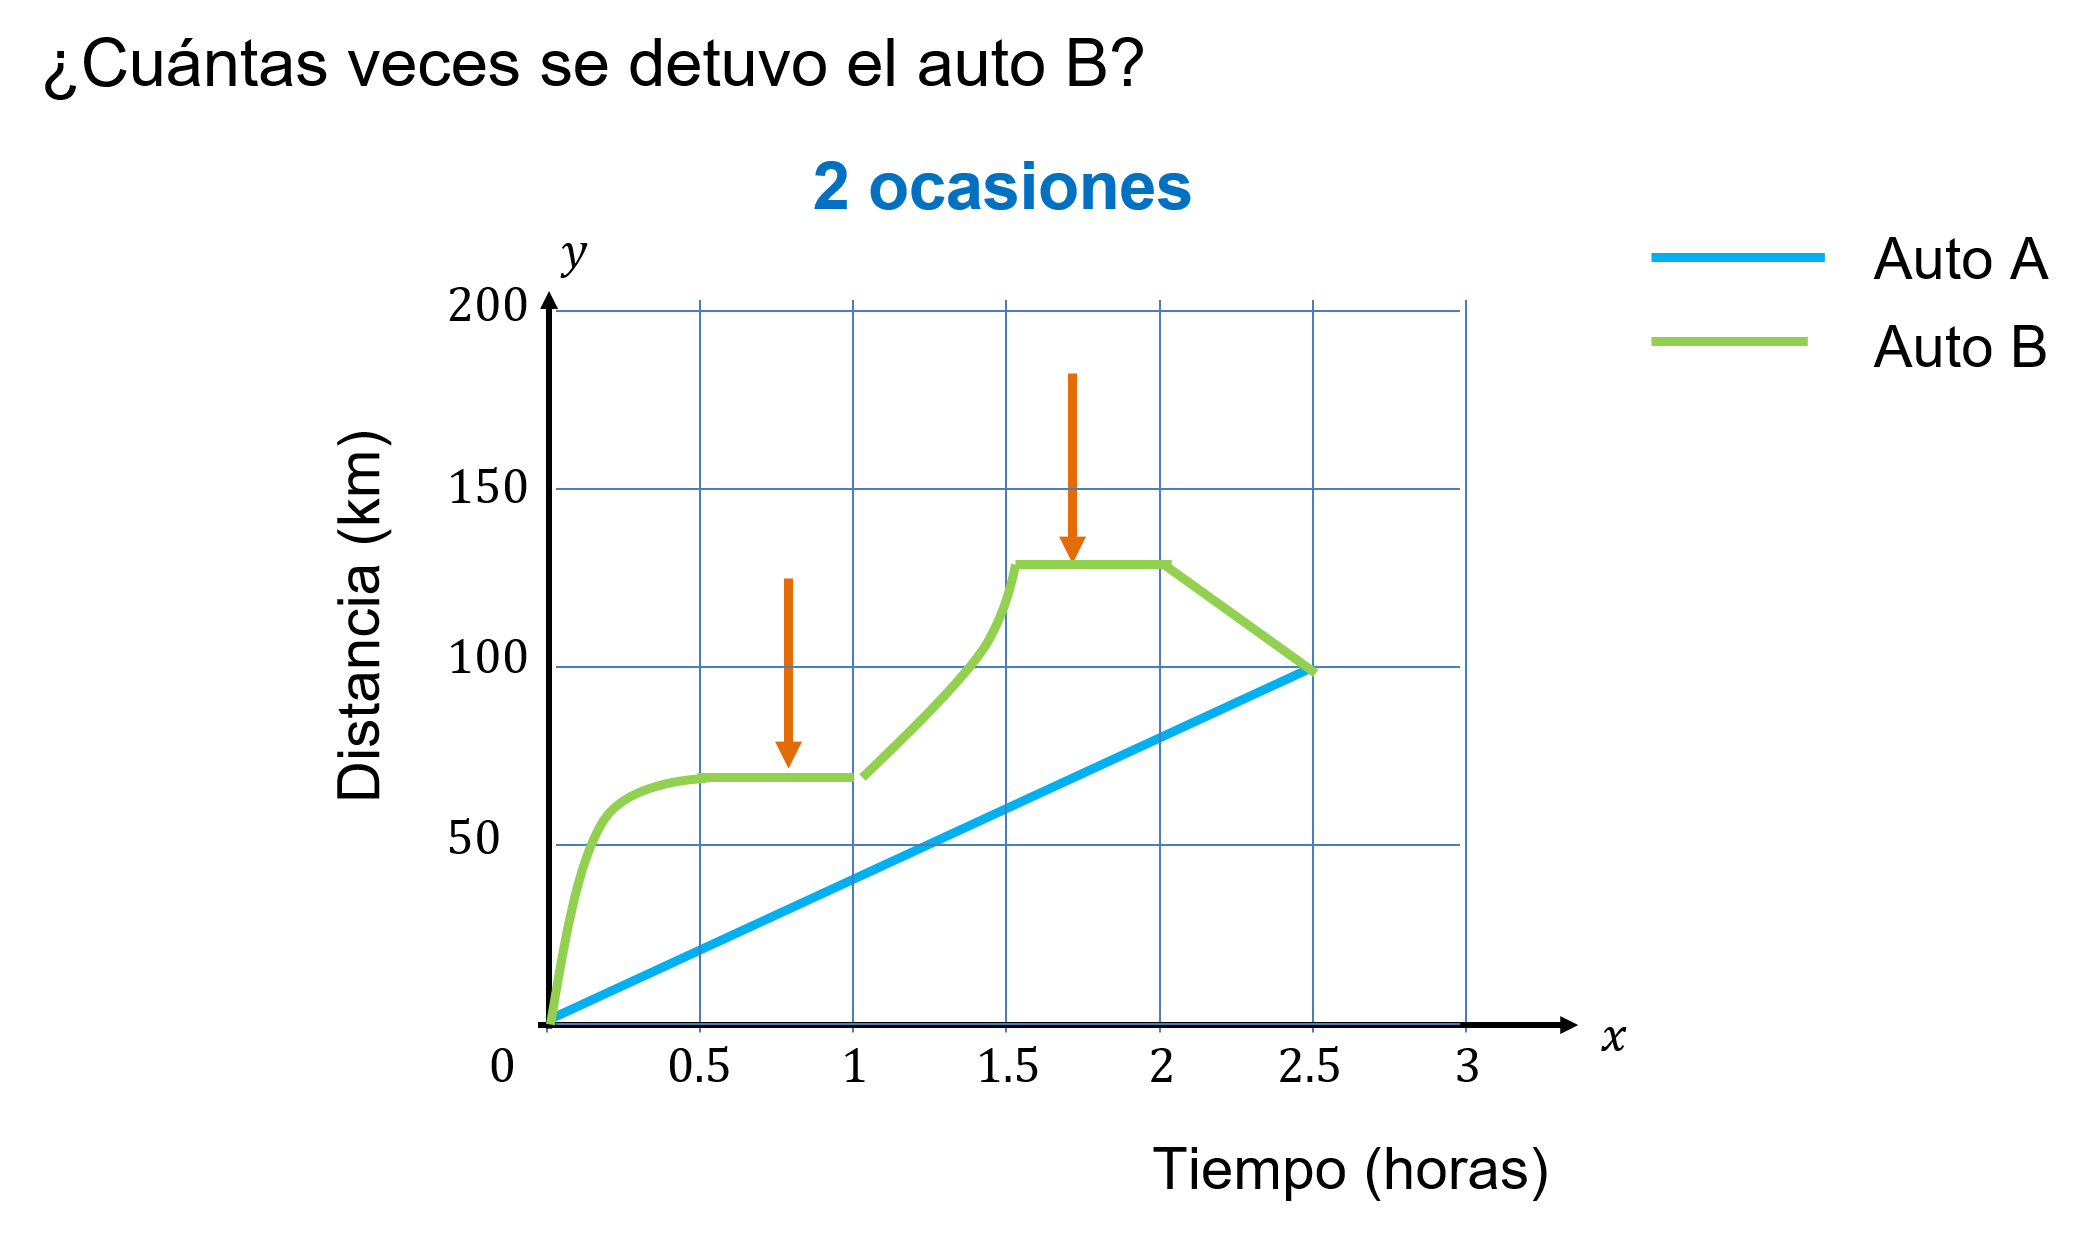 ¿Cuántas veces se detuvo el auto B?
2 ocasiones
y
Auto A
Auto B
200
150
100
50
Distancia (km)
0 0.5 1 1.5 2 2.5 3
x
Tiempo (horas)